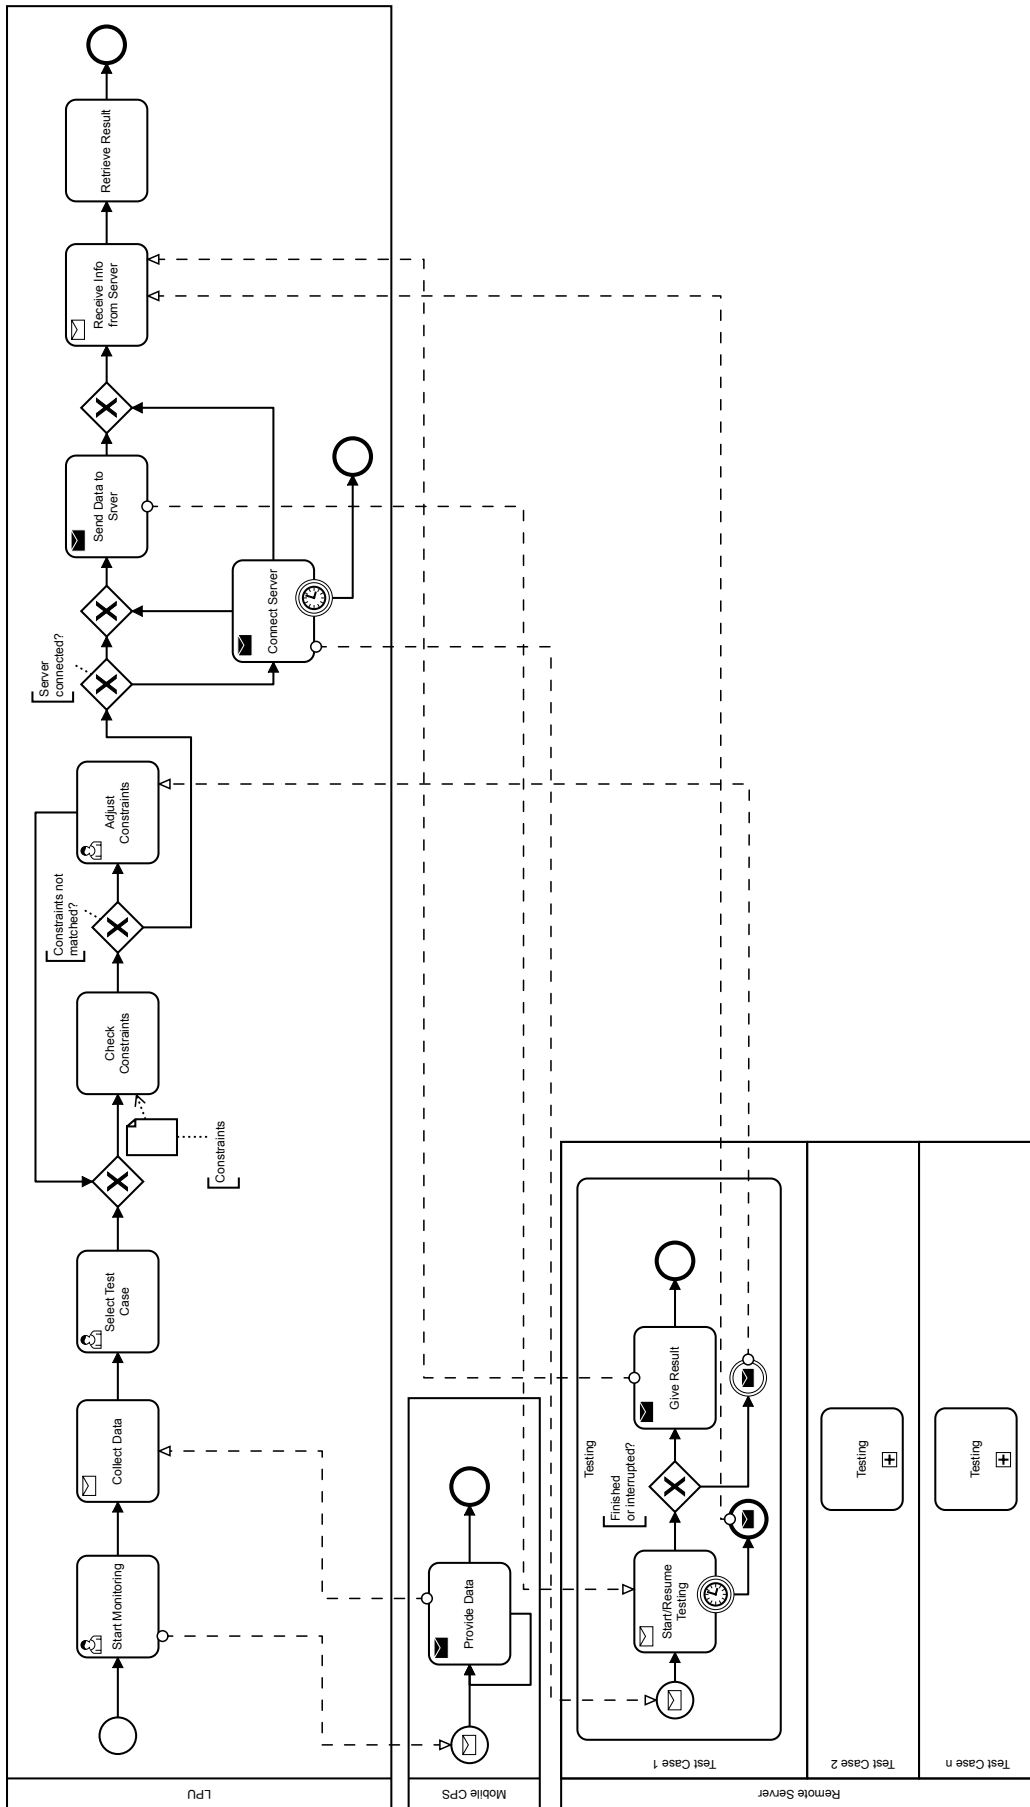 LPU
Start Monitoring
Collect Data
Select Test
Case
Constraints
Check
Constraints
Constraints not
matched?
Adjust
Constraints
Server
connected?
Connect Server
Send Data to
Srver
Receive Info
from Server
Retrieve Result
Mobile CPS
Provide Data
Remote Server
Test Case 1
Testing
Start/Resume
Testing
Finished
or interrupted?
Give Result
Test Case 2
Testing
Test Case n
Testing